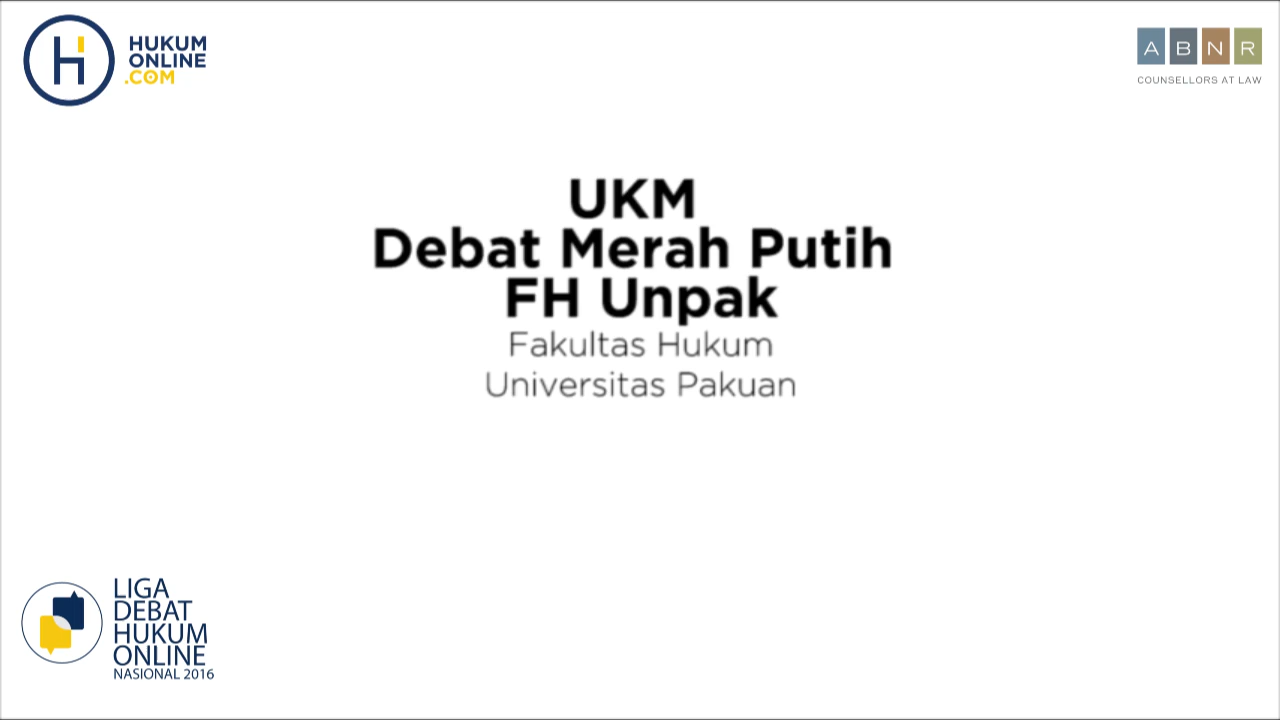 HUKUM
ONLINE
.COM
A B N R
COUNSELLORS AT LAW
UKM
Debat Merah Putih
FH Unpak
Fakultas Hukum
Universitas Pakuan
LIGA
DEBAT
HUKUM
ONLINE
NASIONAL 2016